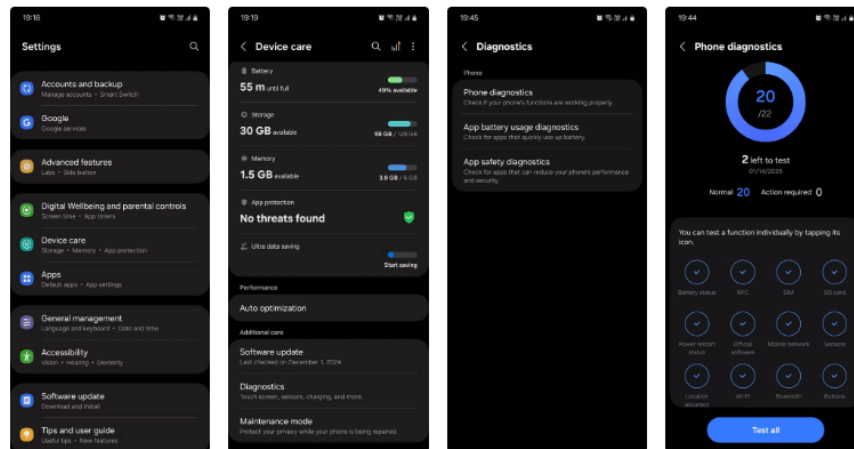 19:18
Settings
Accounts and backup
Manage accounts • Smart Switch
Google
Google services
Advanced features
Labs • Side button
Digital Wellbeing and parental controls
Screen time • App timers
Device care
Storage • Memory • App protection
Apps
Default apps • App settings
General management
Language and keyboard • Date and time
Accessibility
Vision • Hearing • Dexterity
Software update
Download and install
Tips and user guide
Useful tips • New features
19:19
Device care
Battery
55 m until full
49% available
Storage
30 GB available
98 GB / 128 GB
Memory
1.5 GB available
3.9 GB / 6 GB
App protection
No threats found
Ultra data saving
Start saving
Performance
Auto optimization
Additional care
Software update
Last checked on December 1, 2024
Diagnostics
Touch screen, sensors, charging, and more
Maintenance mode
Protect your privacy while your phone is being repaired.
19:45
Diagnostics
Phone
Phone diagnostics
Check if your phone's functions are working properly.
App battery usage diagnostics
Check for apps that quickly use up battery.
App safety diagnostics
Check for apps that can reduce your phone's performance
and security.
19:44
Phone diagnostics
20
/22
2 left to test
01/14/2025
Normal 20 Action required 0
You can test a function individually by tapping its
icon.
Battery status NFC SIM SD card
Power restart Official Mobile network Sensors
status software
Location Wi-Fi Bluetooth Buttons
accuracy
Test all